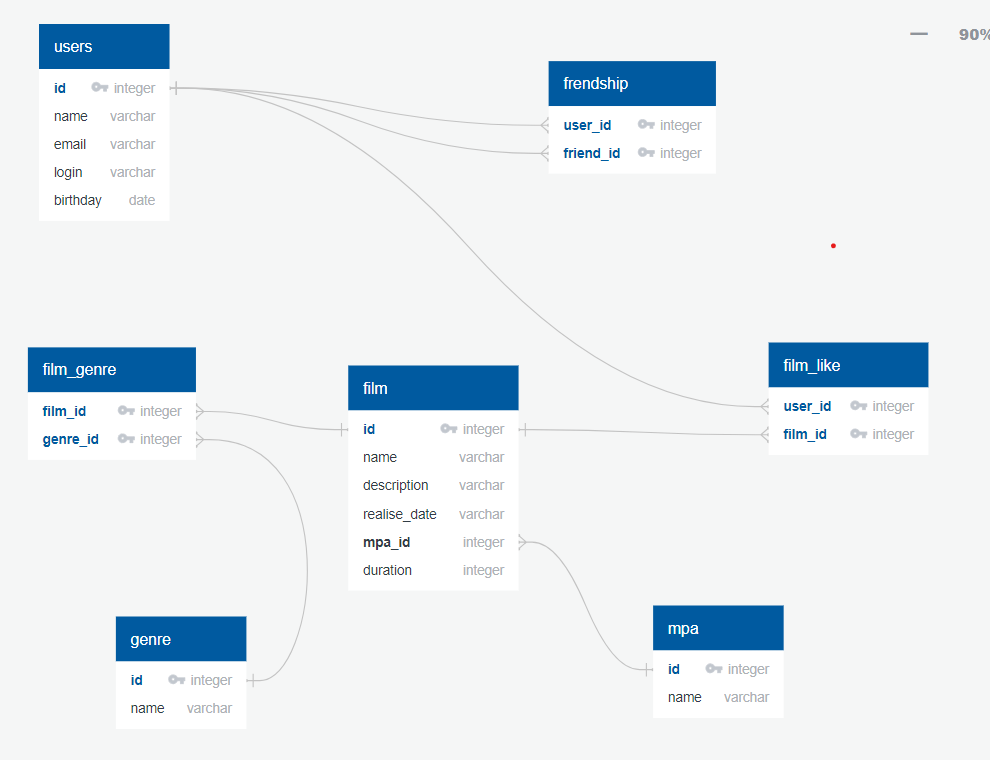 users
id integer
name varchar
email varchar
login varchar
birthday date
90%
frendship
user_id integer
friend_id integer
film_genre
film_id integer
genre_id integer
film
id integer
name varchar
description varchar
realise_date varchar
mpa_id integer
duration integer
film_like
user_id integer
film_id integer
genre
id integer
name varchar
mpa
id integer
name varchar